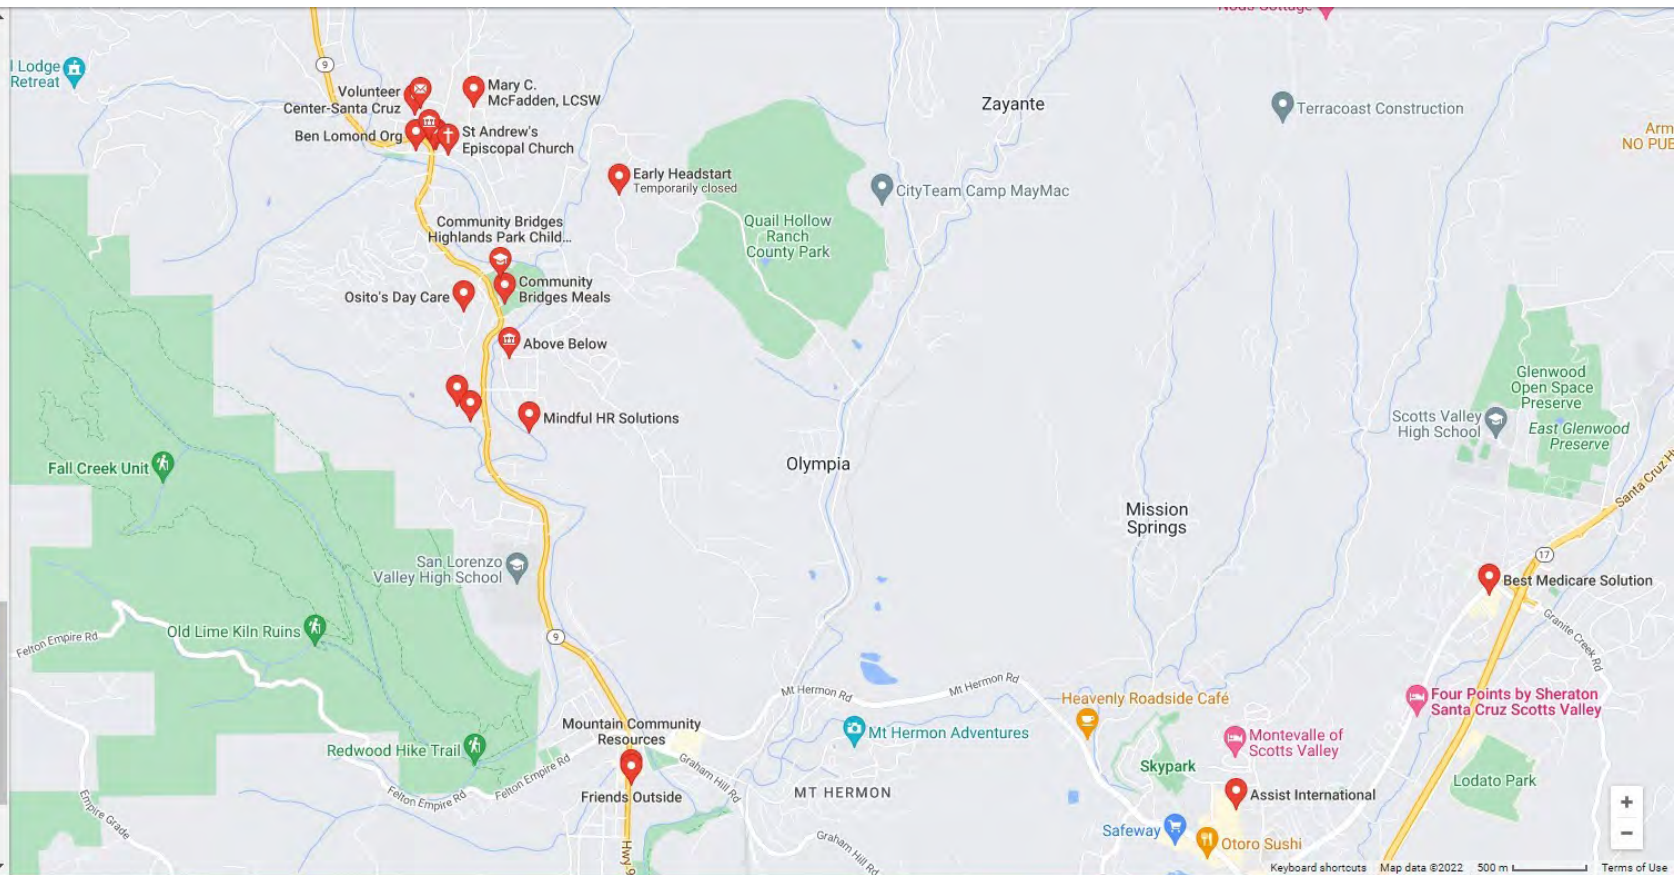 Nods Cottage
9
l Lodge
Retreat
Volunteer
Center-Santa Cruz
Mary C.
McFadden, LCSW
Ben Lomond Org
St Andrew's
Episcopal Church
Zayante
Terracoast Construction
Arm
NO PUE
Early Headstart
Temporarily closed
CityTeam Camp MayMac
Community Bridges
Highlands Park Child...
Quail Hollow
Ranch
County Park
Osito's Day Care
Community
Bridges Meals
Above Below
Mindful HR Solutions
Glenwood
Open Space
Preserve
Scotts Valley
High School
East Glenwood
Preserve
Fall Creek Unit
Olympia
Santa Cruz H
Mission
Springs
17
San Lorenzo
Valley High School
Best Medicare Solution
Granite Creek Rd
Felton Empire Rd
Old Lime Kiln Ruins
9
Mt Hermon Rd
Mt Hermon Rd
Heavenly Roadside Café
Four Points by Sheraton
Santa Cruz Scotts Valley
Mountain Community
Resources
Mt Hermon Adventures
Montevalle of
Scotts Valley
Redwood Hike Trail
Felton Empire Rd
Felton Empire Rd
Graham Hill Rd
Skypark
Lodato Park
Empire Grade
Friends Outside
MT HERMON
Assist International
Safeway
Otoro Sushi
Graham Hill Rd
Hwy 9
Keyboard shortcuts Map data ©2022 500 m Terms of Use